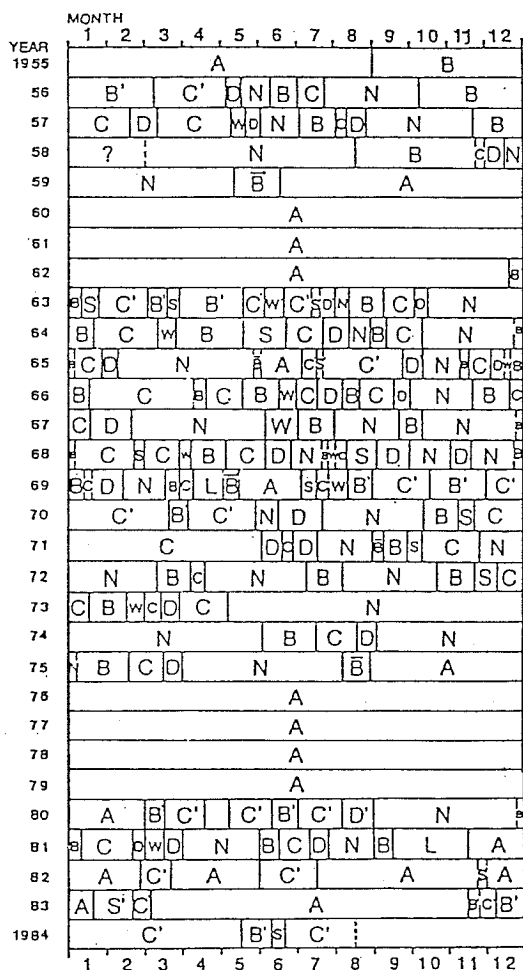 MONTH
1 2 3 4 5 6 7 8 9 10 11 12
YEAR
1955 A B
56 B' C' D N B C N B
57 C D C W D N B C D N B
58 ? N B C D N
59 N B̅ A
60 A
61 A
62 A B
63 B S C' B' S B' C' W C' S D N B C D N
64 B C W B S C D N B C N B
65 B C D N B A C S C' D N B C D W B
66 B C B C B W C D B C D N B C
67 B C D N W B N B N B
68 B C S C W B C D N B W C S D N D N B
69 B C D N B C L B̅ A S C W B' C' B' C'
70 C' B C' N D N B S C
71 C D C D N B B S C N
72 N B C N B N B S C
73 C B W C D C N
74 N B C D N
75 N B C D N B̅ A
76 A
77 A
78 A
79 A
80 A B C' C' B' C' D' N B
81 B C D W D N B C D N B L A
82 A C' A C' A S A
83 A S' C A B' C B'
1984 C' B' S C'
1 2 3 4 5 6 7 8 9 10 11 12